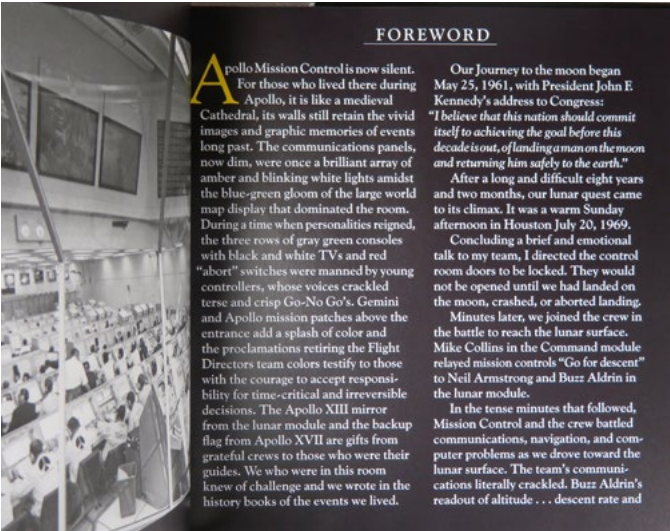 FOREWORD
Apollo Mission Control is now silent.
For those who lived there during
Apollo, it is like a medieval
Cathedral, its walls still retain the vivid
images and graphic memories of events
long past. The communications panels,
now dim, were once a brilliant array of
amber and blinking white lights amidst
the blue-green gloom of the large world
map display that dominated the room.
During a time when personalities reigned,
the three rows of gray green consoles
with black and white TVs and red
"abort" switches were manned by young
controllers, whose voices crackled
terse and crisp Go-No Go's. Gemini
and Apollo mission patches above the
entrance add a splash of color and
the proclamations retiring the Flight
Directors team colors testify to those
with the courage to accept responsi-
bility for time-critical and irreversible
decisions. The Apollo XIII mirror
from the lunar module and the backup
flag from Apollo XVII are gifts from
grateful crews to those who were their
guides. We who were in this room
knew of challenge and we wrote in the
history books of the events we lived.
Our Journey to the moon began
May 25, 1961, with President John F.
Kennedy's address to Congress:
"I believe that this nation should commit
itself to achieving the goal before this
decade is out, of landing a man on the moon
and returning him safely to the earth."
After a long and difficult eight years
and two months, our lunar quest came
to its climax. It was a warm Sunday
afternoon in Houston July 20, 1969.
Concluding a brief and emotional
talk to my team, I directed the control
room doors to be locked. They would
not be opened until we had landed on
the moon, crashed, or aborted landing.
Minutes later, we joined the crew in
the battle to reach the lunar surface.
Mike Collins in the Command module
relayed mission controls "Go for descent"
to Neil Armstrong and Buzz Aldrin in
the lunar module.
In the tense minutes that followed,
Mission Control and the crew battled
communications, navigation, and com-
puter problems as we drove toward the
lunar surface. The team's communi-
cations literally crackled. Buzz Aldrin's
readout of altitude . . . descent rate and